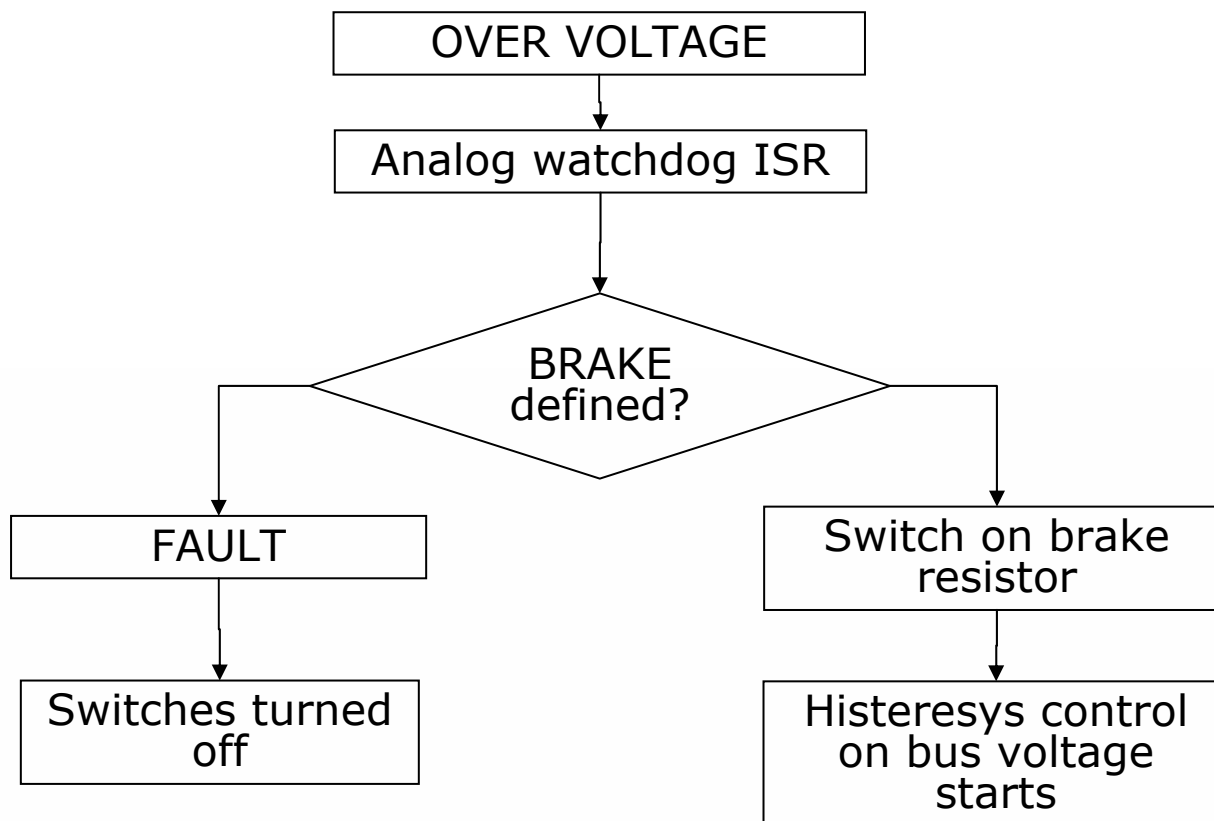 OVER VOLTAGE
Analog watchdog ISR
BRAKE
defined?
FAULT
Switches turned
off
Switch on brake
resistor
Histeresys control
on bus voltage
starts